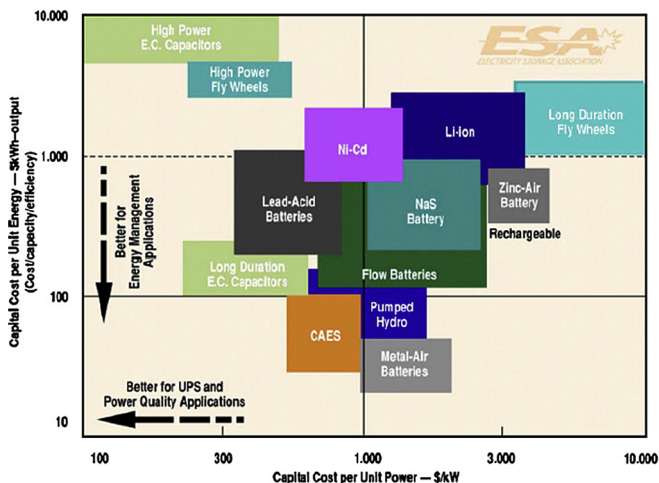 10.000
High Power
E.C. Capacitors
ESA
ELECTRICITY STORAGE ASSOCIATION
High Power
Fly Wheels
Long Duration
Fly Wheels
Li-Ion
Ni-Cd
1.000
Zinc-Air
Battery
Rechargeable
Lead-Acid
Batteries
NaS
Battery
Better for
Energy Management
Applications
Long Duration
E.C. Capacitors
Flow Batteries
100
Pumped
Hydro
CAES
Metal-Air
Batteries
Better for UPS and
Power Quality Applications
10
100
300
1.000
3.000
10.000
Capital Cost per Unit Power — $/kW
Capital Cost per Unit Energy — $kWh–output
(Cost/capacity/efficiency)